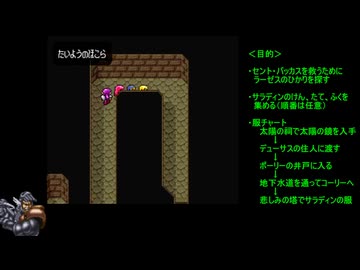 たいようのほこら
＜目的＞
・セント・バッカスを救うために
ラーゼスのひかりを探す
・サラディンのけん、たて、ふくを
集める（順番は任意）
・服チャート
太陽の祠で太陽の鏡を入手
↓
デューサスの住人に渡す
↓
ポーリーの井戸に入る
↓
地下水道を通ってコーリーへ
↓
悲しみの塔でサラディンの服